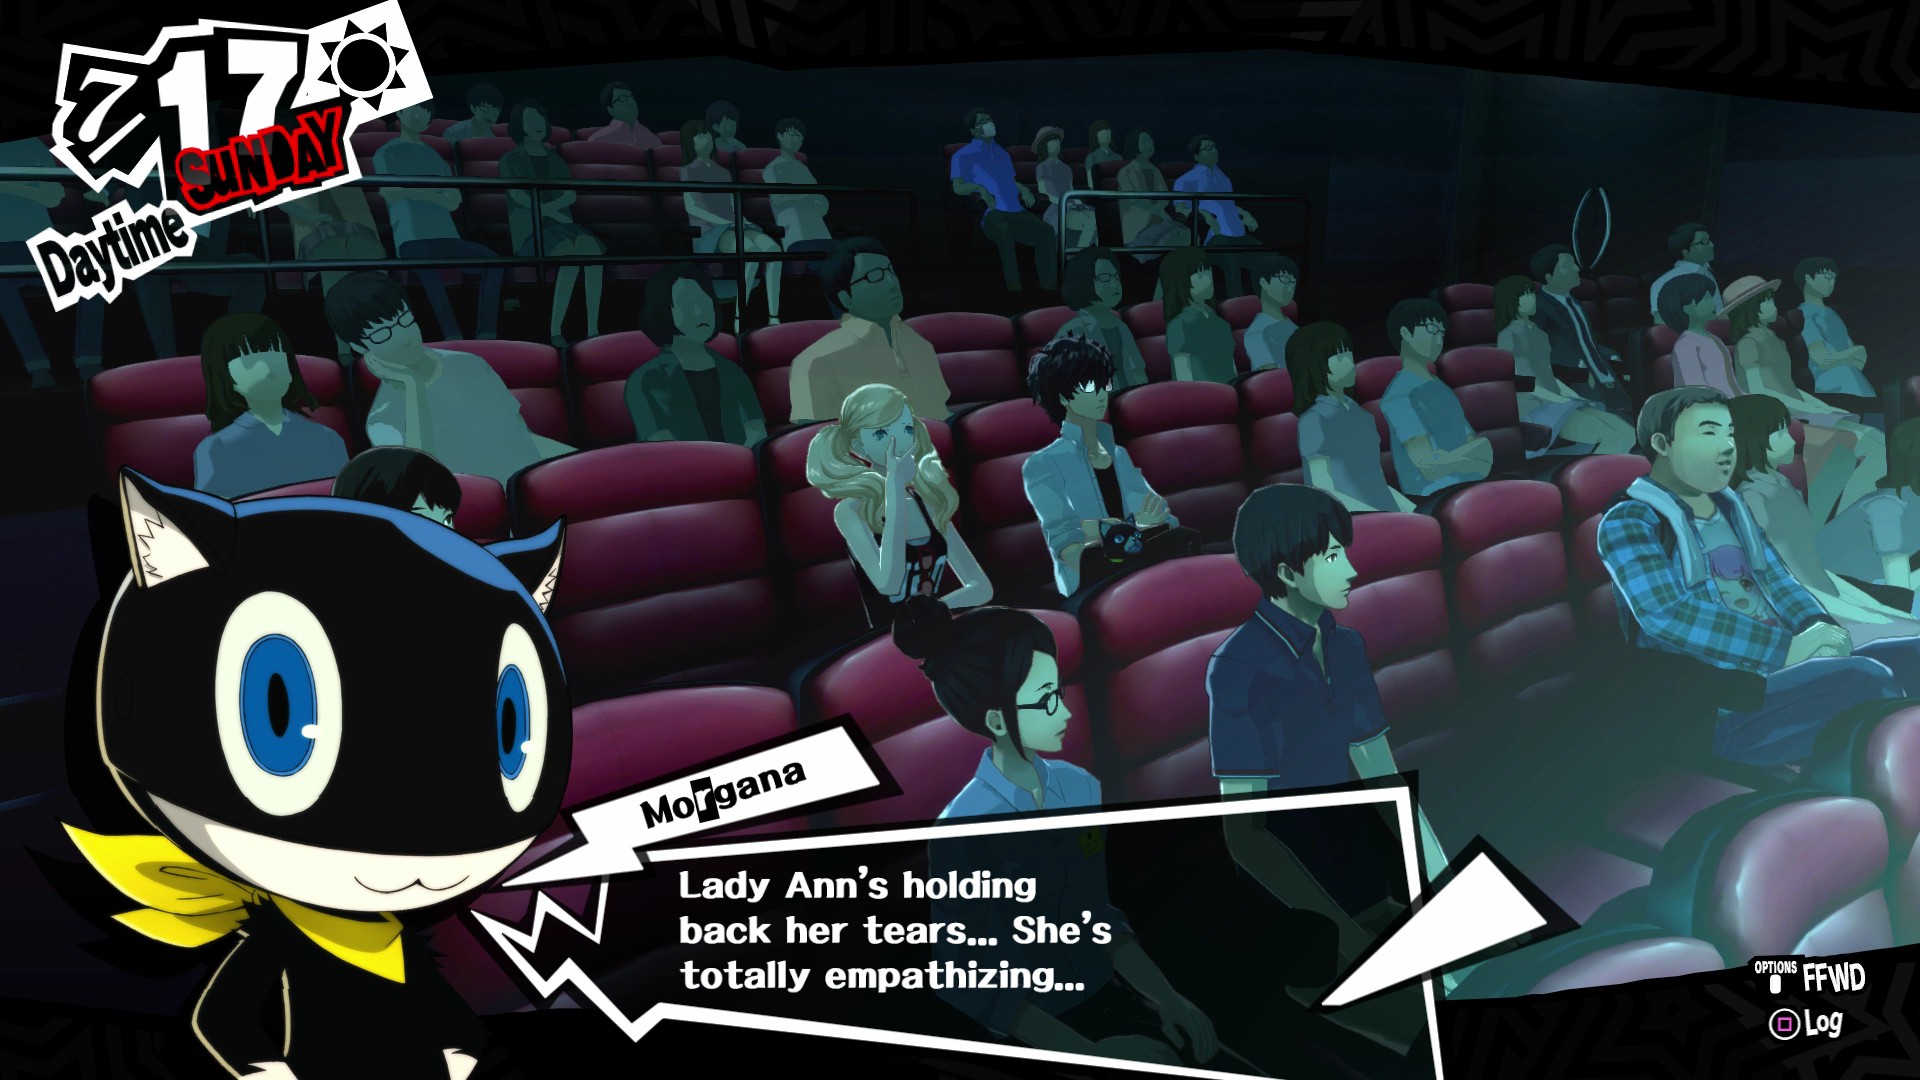 7 17
SUNDAY
Daytime
Morgana
Lady Ann's holding
back her tears... She's
totally empathizing...
OPTIONS FFWD
Log